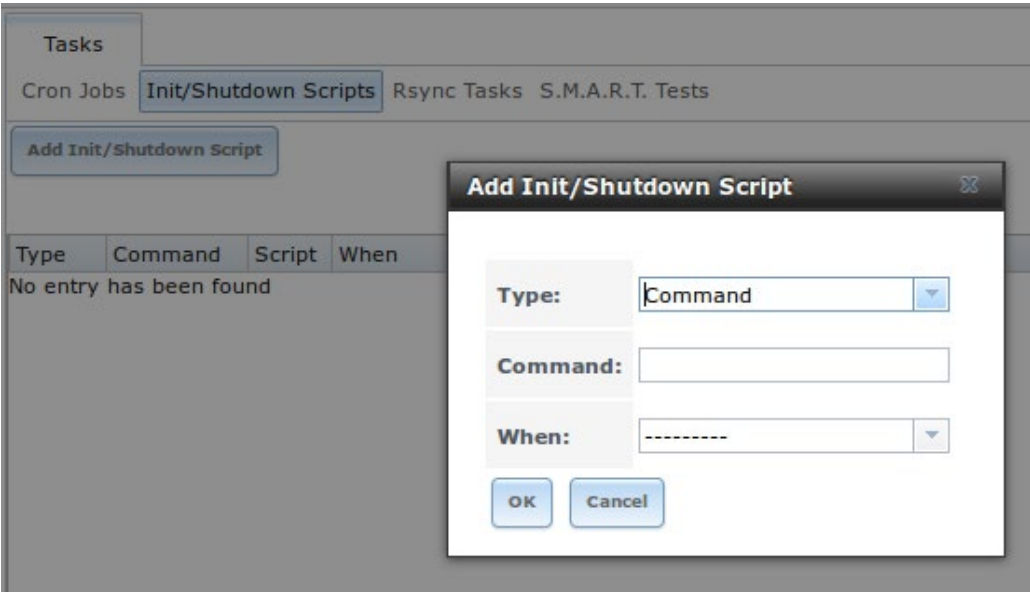 Tasks
Cron Jobs Init/Shutdown Scripts Rsync Tasks S.M.A.R.T. Tests
Add Init/Shutdown Script
Type Command Script When
No entry has been found
Add Init/Shutdown Script
Type: Command
Command:
When: ---------
OK Cancel